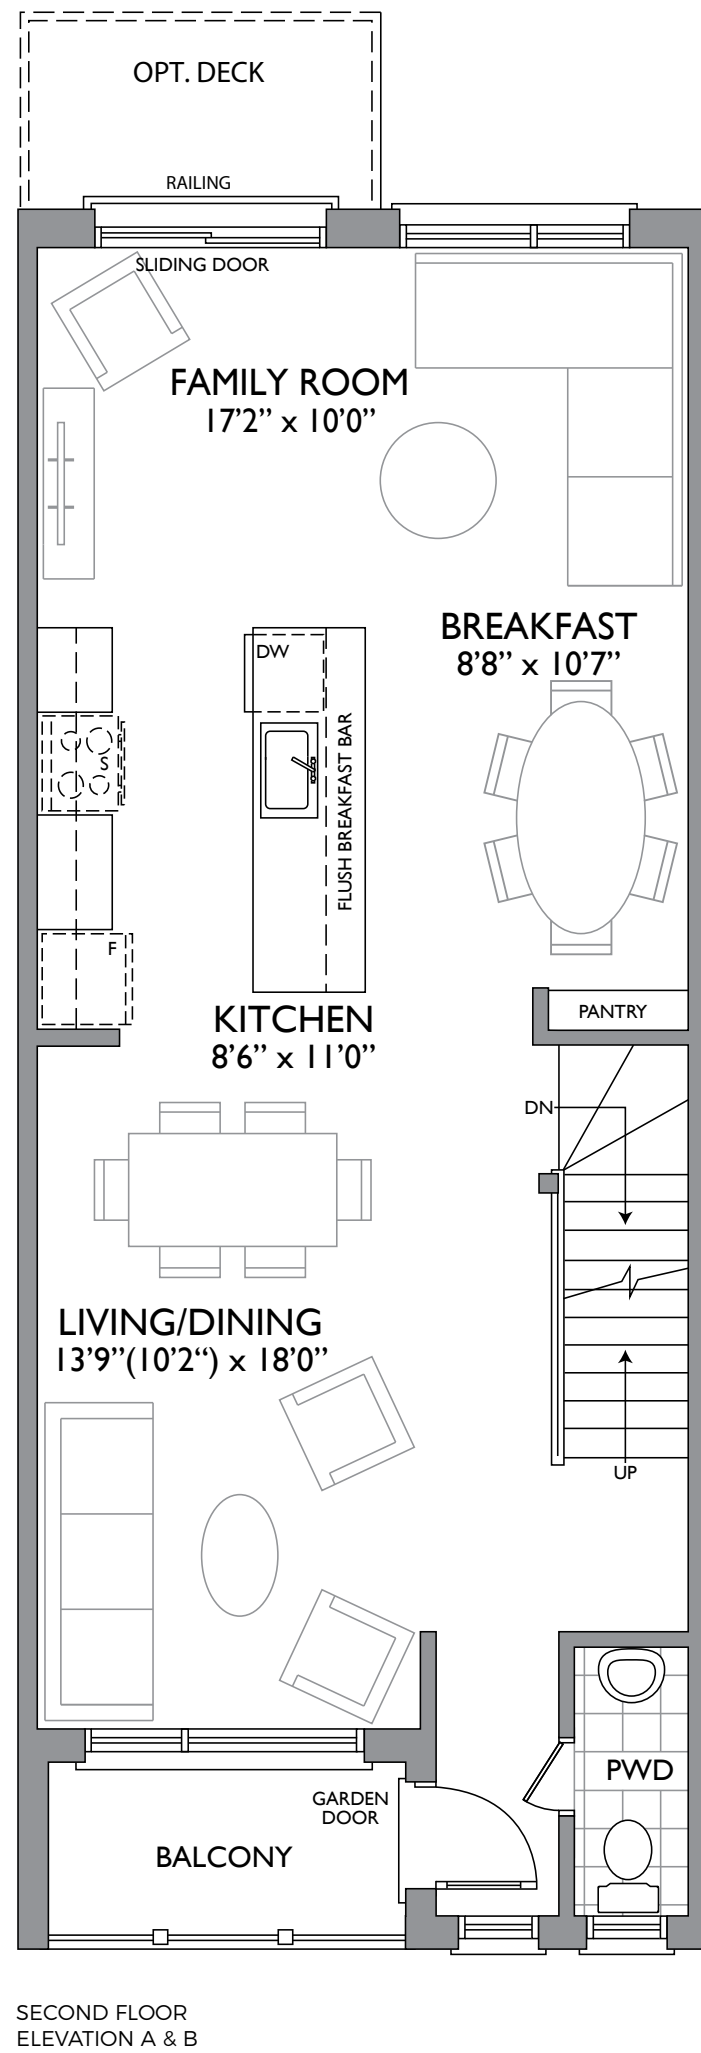 OPT. DECK
RAILING
SLIDING DOOR
FAMILY ROOM
17’2” x 10’0”
BREAKFAST
8’8” x 10’7”
DW
S
FLUSH BREAKFAST BAR
F
PANTRY
KITCHEN
8’6” x 11’0”
DN
LIVING/DINING
13’9”(10’2“) x 18’0”
UP
PWD
GARDEN
DOOR
BALCONY
SECOND FLOOR
ELEVATION A & B